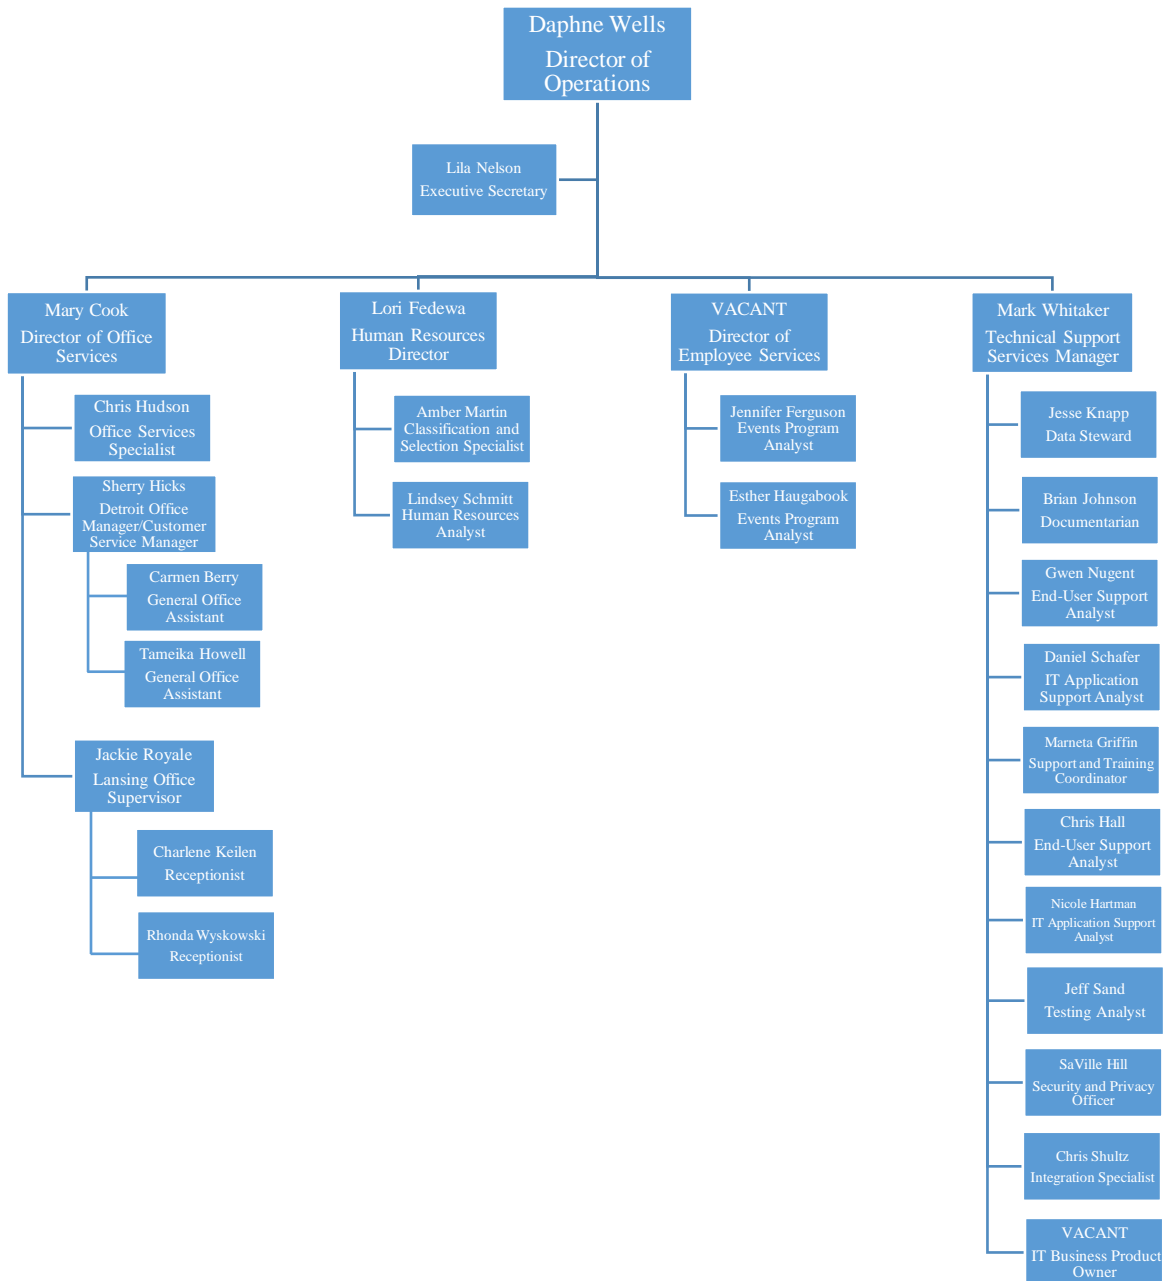 Daphne Wells
Director of
Operations
Lila Nelson
Executive Secretary
Mary Cook
Director of Office
Services
Chris Hudson
Office Services
Specialist
Sherry Hicks
Detroit Office
Manager/Customer
Service Manager
Carmen Berry
General Office
Assistant
Tameika Howell
General Office
Assistant
Jackie Royale
Lansing Office
Supervisor
Charlene Keilen
Receptionist
Rhonda Wyskowski
Receptionist
Lori Fedewa
Human Resources
Director
Amber Martin
Classification and
Selection Specialist
Lindsey Schmitt
Human Resources
Analyst
VACANT
Director of
Employee Services
Jennifer Ferguson
Events Program
Analyst
Esther Haugabook
Events Program
Analyst
Mark Whitaker
Technical Support
Services Manager
Jesse Knapp
Data Steward
Brian Johnson
Documentarian
Gwen Nugent
End-User Support
Analyst
Daniel Schafer
IT Application
Support Analyst
Marneta Griffin
Support and Training
Coordinator
Chris Hall
End-User Support
Analyst
Nicole Hartman
IT Application Support
Analyst
Jeff Sand
Testing Analyst
SaVille Hill
Security and Privacy
Officer
Chris Shultz
Integration Specialist
VACANT
IT Business Product
Owner